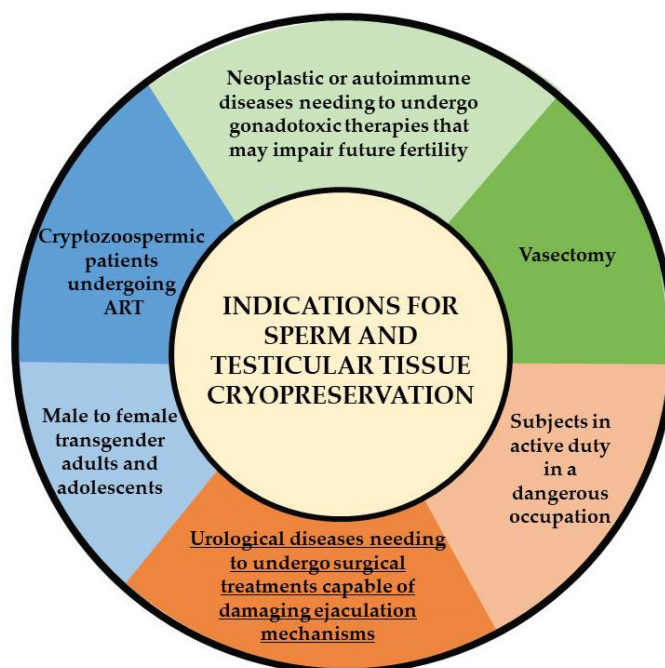 Neoplastic or autoimmune
diseases needing to undergo
gonadotoxic therapies that
may impair future fertility
Vasectomy
Subjects in
active duty
in a
dangerous
occupation
Urological diseases needing
to undergo surgical
treatments capable of
damaging ejaculation
mechanisms
Male to female
transgender
adults and
adolescents
Cryptozoospermic
patients
undergoing
ART
INDICATIONS FOR
SPERM AND
TESTICULAR TISSUE
CRYOPRESERVATION